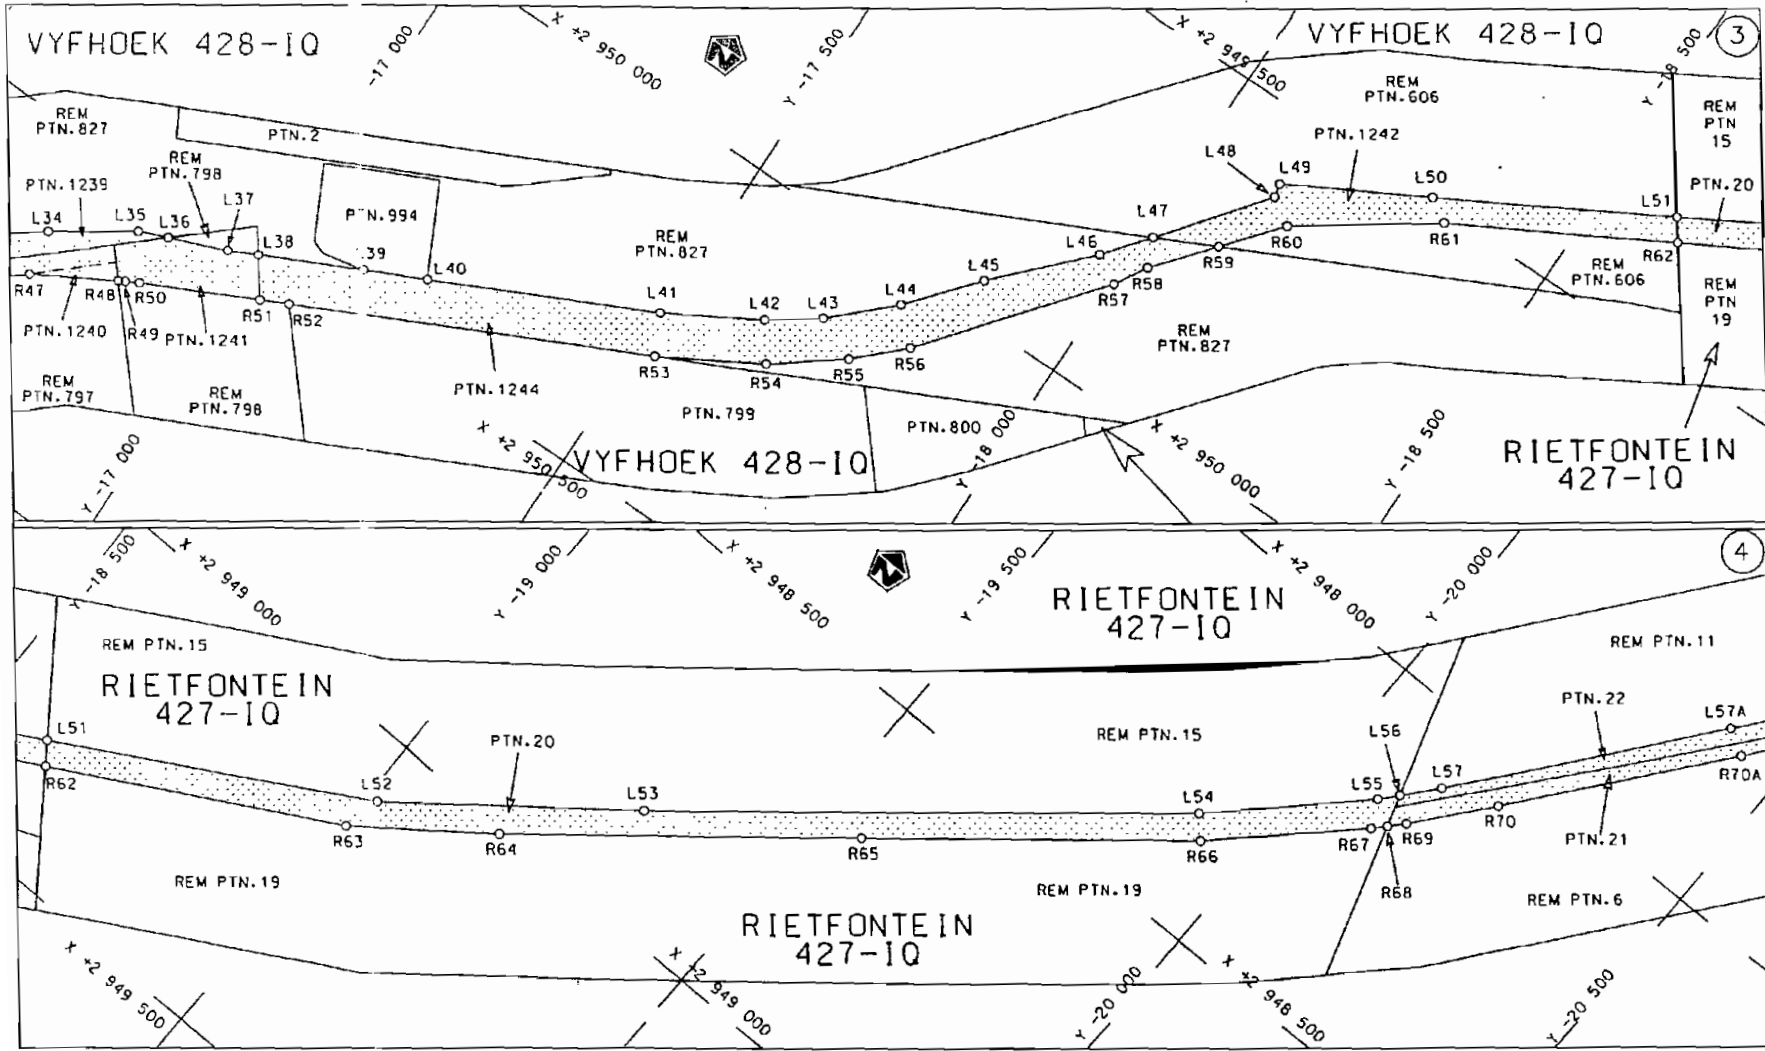 VYFHOEK 428-IQ
-17 000
X +2 950 000
Y -17 500
X +2 949 500
VYFHOEK 428-IQ
-18 500
3
REM
PTN.827
PTN.2
REM
PTN.798
PTN.1239
L34
L35
L36
L37
L38
39
L40
PTN.994
REM
PTN.827
L41
L42
L43
L44
L45
L46
L47
L48
L49
L50
L51
REM
PTN.606
PTN.1242
REM
PTN
15
PTN.20
R47
R48
R49
R50
R51
R52
R53
R54
R55
R56
R57
R58
R59
R60
R61
R62
PTN.1240
PTN.1241
REM
PTN.797
REM
PTN.798
PTN.1244
PTN.799
PTN.800
REM
PTN.827
REM
PTN.606
REM
PTN
19
Y -17 000
X +2 950 500
VYFHOEK 428-IQ
Y -18 000
X +2 950 000
Y -18 500
RIETFONTEIN
427-IQ
Y -18 500
X +2 949 000
Y -19 000
X +2 948 500
Y -19 500
X +2 948 000
Y -20 000
4
RIETFONTEIN
427-IQ
REM PTN.15
RIETFONTEIN
427-IQ
REM PTN.15
REM PTN.11
PTN.22
L51
L52
PTN.20
L53
L54
L55
L56
L57
L57A
R62
R63
R64
R65
R66
R67
R68
R69
R70
R70A
PTN.21
REM PTN.19
REM PTN.19
REM PTN.6
RIETFONTEIN
427-IQ
X +2 949 500
X +2 949 000
Y -20 000
X +2 948 500
Y -20 500